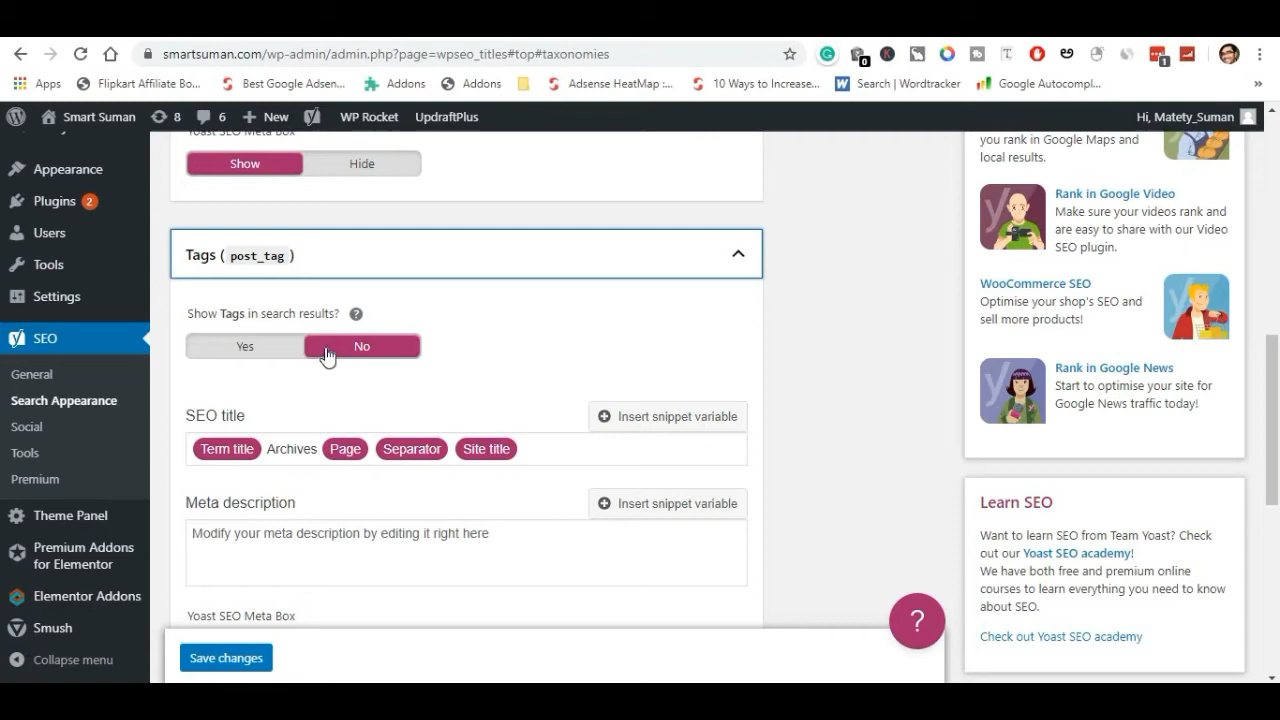 smartsuman.com/wp-admin/admin.php?page=wpseo_titles#top#taxonomies
0
1
Apps
Flipkart Affiliate Bo...
Best Google Adsen...
Addons
Addons
Adsense HeatMap :...
10 Ways to Increase...
Search | Wordtracker
Google Autocompl...
»
Smart Suman
8
6
New
WP Rocket
UpdraftPlus
Hi, Matety_Suman
Appearance
Plugins 2
Users
Tools
Settings
SEO
General
Search Appearance
Social
Tools
Premium
Theme Panel
Premium Addons
for Elementor
Elementor Addons
Smush
Collapse menu
Yoast SEO Meta Box
Show
Hide
Tags ( post_tag )
Show Tags in search results? ?
Yes
No
SEO title
Insert snippet variable
Term title Archives Page Separator Site title
Meta description
Insert snippet variable
Modify your meta description by editing it right here
Yoast SEO Meta Box
Save changes
?
you rank in Google Maps and
local results.
Rank in Google Video
Make sure your videos rank and
are easy to share with our Video
SEO plugin.
WooCommerce SEO
Optimise your shop's SEO and
sell more products!
Rank in Google News
Start to optimise your site for
Google News traffic today!
Learn SEO
Want to learn SEO from Team Yoast? Check
out our Yoast SEO academy!
We have both free and premium online
courses to learn everything you need to know
about SEO.
Check out Yoast SEO academy